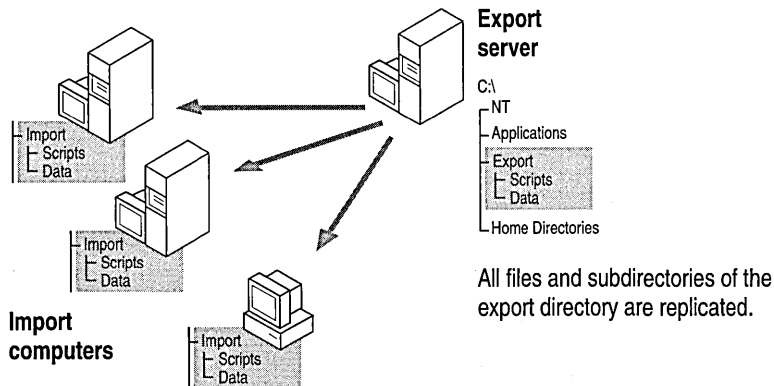 Export
server
C:\
NT
Applications
Export
Scripts
Data
Home Directories
All files and subdirectories of the
export directory are replicated.
Import
Scripts
Data
Import
Scripts
Data
Import
Scripts
Data
Import
computers